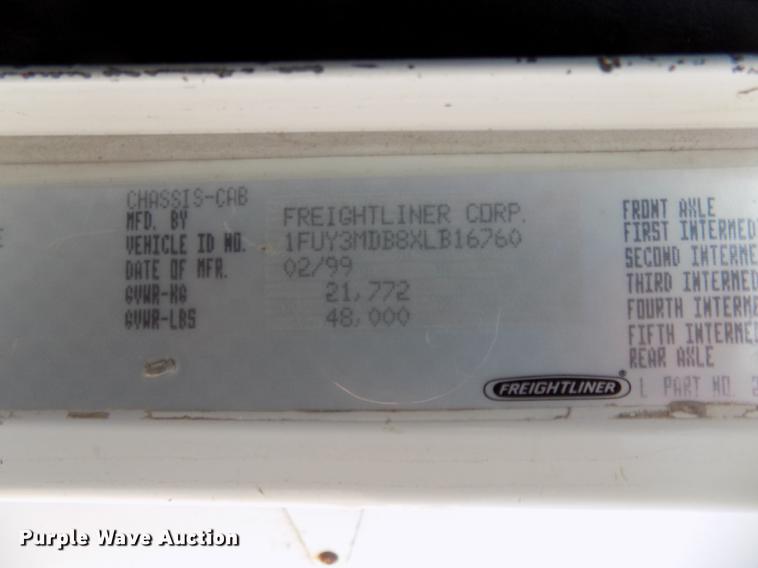 CHASSIS-CAB
MFD. BY FREIGHTLINER CORP.
VEHICLE ID NO. 1FUY3MDB8XLB16760
DATE OF MFR. 02/99
GVWR-KG 21,772
GVWR-LBS 48,000
FRONT AXLE
FIRST INTERMED
SECOND INTERMED
THIRD INTERMED
FOURTH INTERME
FIFTH INTERMED
REAR AXLE
FREIGHTLINER®
L PART NO. 2
Purple Wave Auction